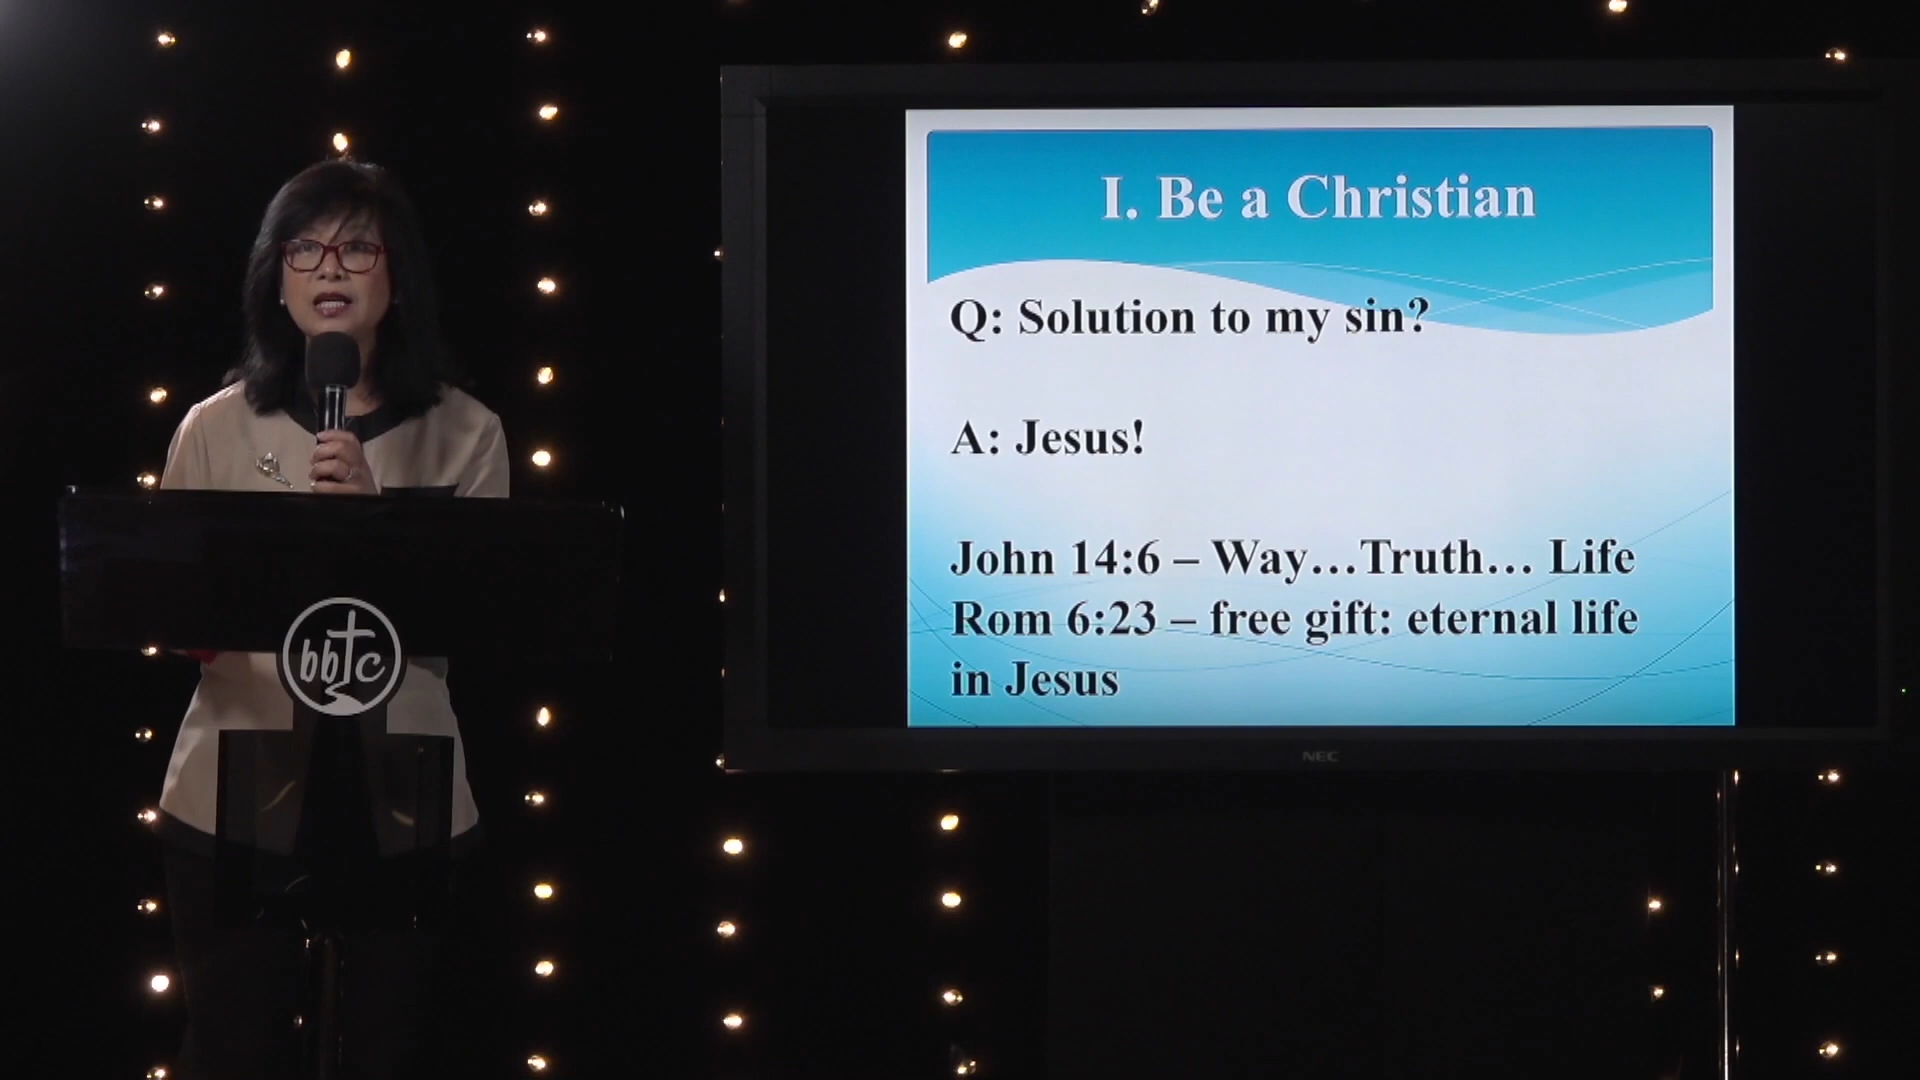 I. Be a Christian
Q: Solution to my sin?
A: Jesus!
John 14:6 – Way…Truth… Life
Rom 6:23 – free gift: eternal life
in Jesus
NEC
bbtc